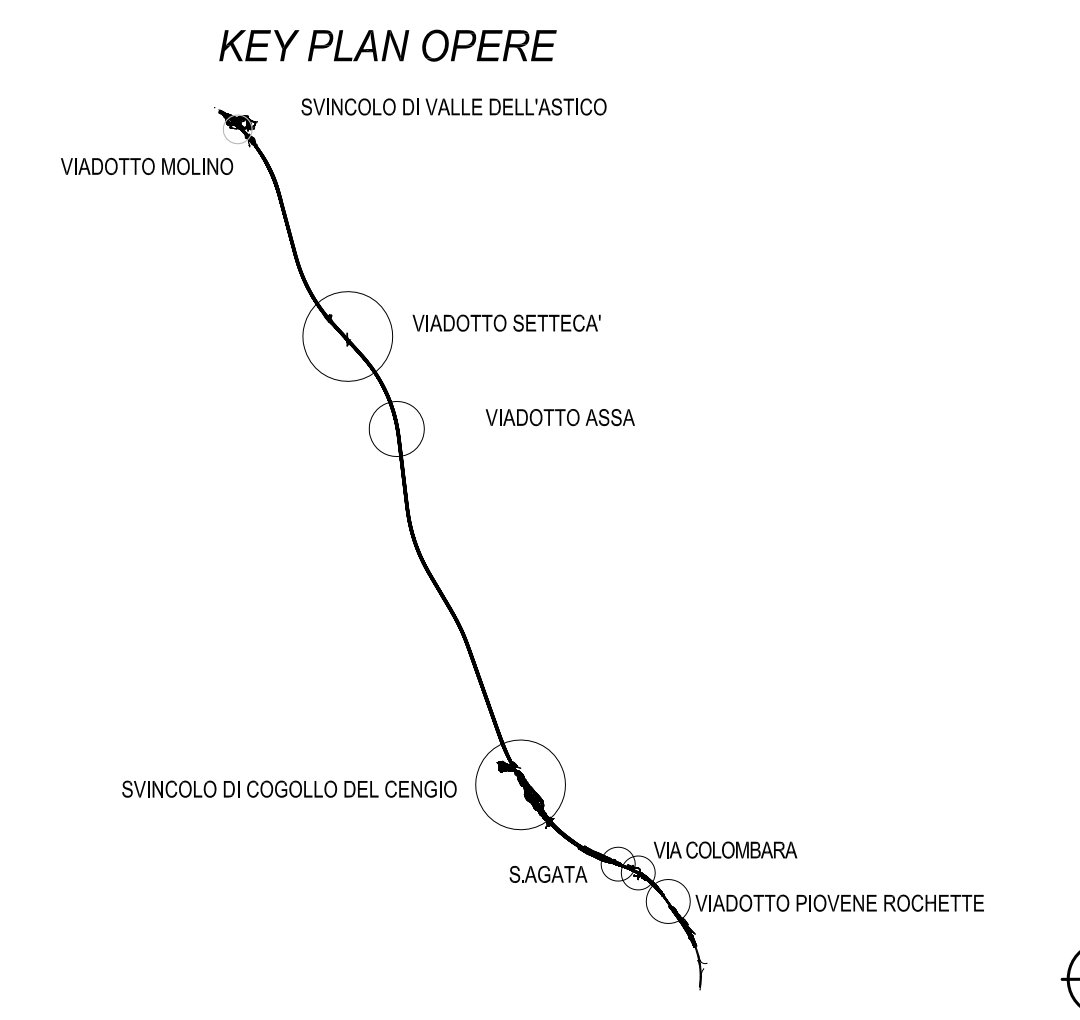 KEY PLAN OPERE
SVINCOLO DI VALLE DELL'ASTICO
VIADOTTO MOLINO
VIADOTTO SETTECA'
VIADOTTO ASSA
SVINCOLO DI COGOLLO DEL CENGIO
VIA COLOMBARA
S.AGATA
VIADOTTO PIOVENE ROCHETTE